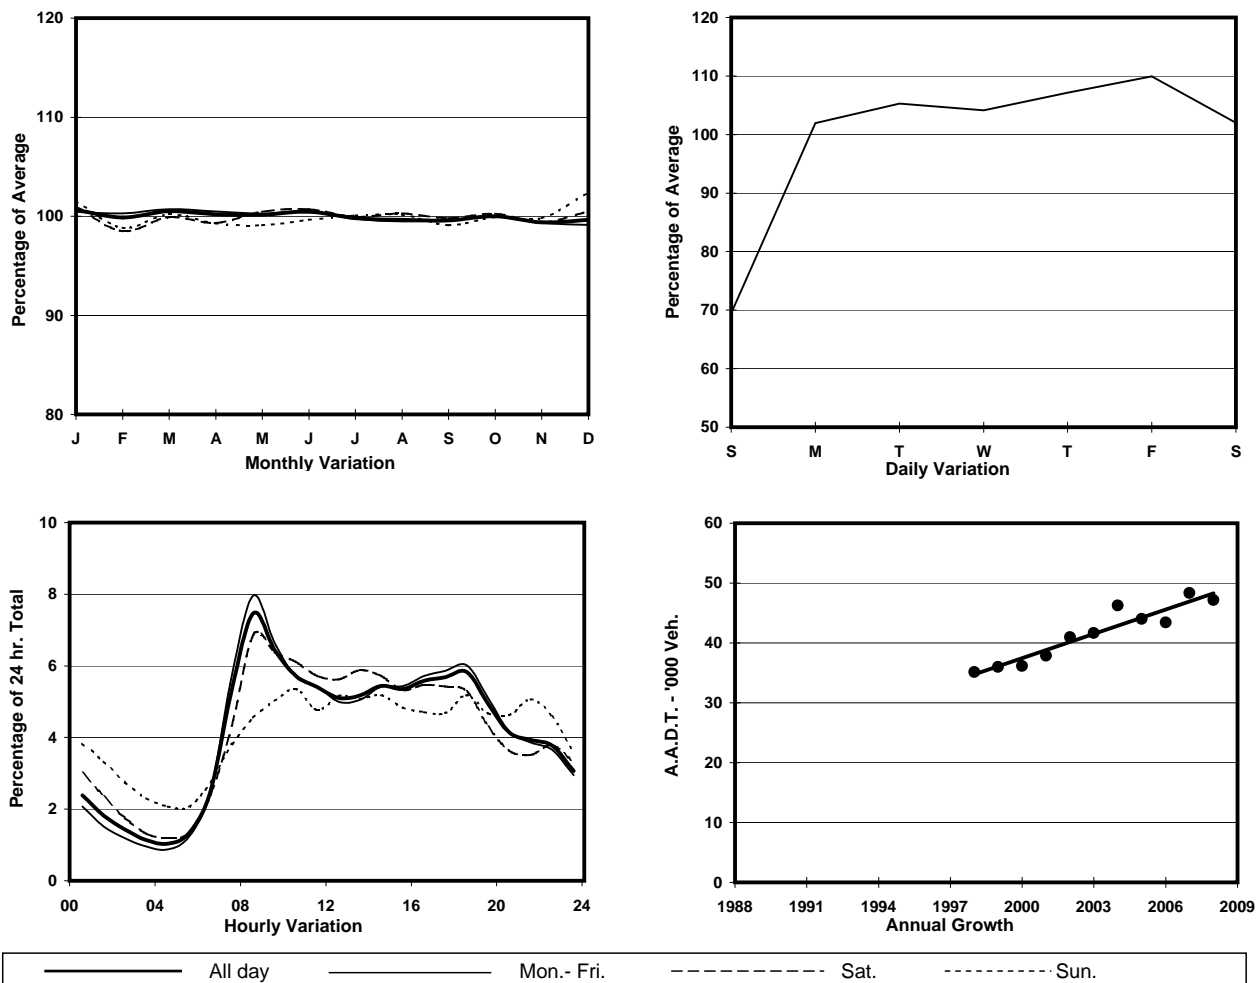 120
110
100
90
80
Percentage of Average
J F M A M J J A S O N D
Monthly Variation
120
110
100
90
80
70
60
50
Percentage of Average
S M T W T F S
Daily Variation
10
8
6
4
2
0
Percentage of 24 hr. Total
00 04 08 12 16 20 24
Hourly Variation
60
50
40
30
20
10
0
A.A.D.T. - '000 Veh.
1988 1991 1994 1997 2000 2003 2006 2009
Annual Growth
All day Mon.- Fri. Sat. Sun.